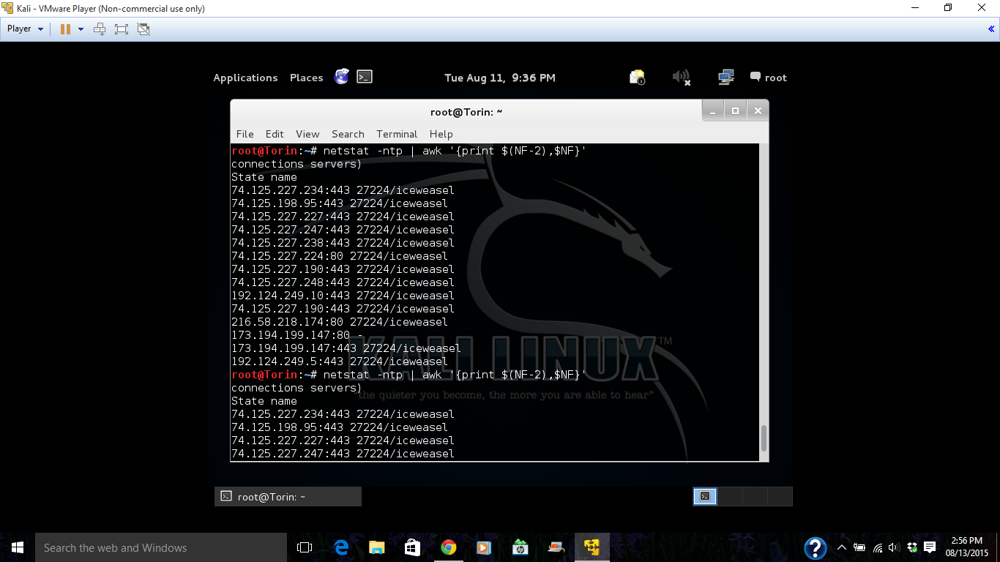 Kali - VMware Player (Non-commercial use only)
Player
Applications Places Tue Aug 11, 9:36 PM root
root@Torin: ~
File Edit View Search Terminal Help
root@Torin:~# netstat -ntp | awk '{print $(NF-2),$NF}'
connections servers)
State name
74.125.227.234:443 27224/iceweasel
74.125.198.95:443 27224/iceweasel
74.125.227.227:443 27224/iceweasel
74.125.227.247:443 27224/iceweasel
74.125.227.238:443 27224/iceweasel
74.125.227.224:80 27224/iceweasel
74.125.227.190:443 27224/iceweasel
74.125.227.248:443 27224/iceweasel
192.124.249.10:443 27224/iceweasel
74.125.227.190:443 27224/iceweasel
216.58.218.174:80 27224/iceweasel
173.194.199.147:80 -
173.194.199.147:443 27224/iceweasel
192.124.249.5:443 27224/iceweasel
root@Torin:~# netstat -ntp | awk '{print $(NF-2),$NF}'
connections servers)
State name
74.125.227.234:443 27224/iceweasel
74.125.198.95:443 27224/iceweasel
74.125.227.227:443 27224/iceweasel
74.125.227.247:443 27224/iceweasel
KALI LINUX™
"the quieter you become, the more you are able to hear"
root@Torin: ~
Search the web and Windows
2:56 PM
08/13/2015